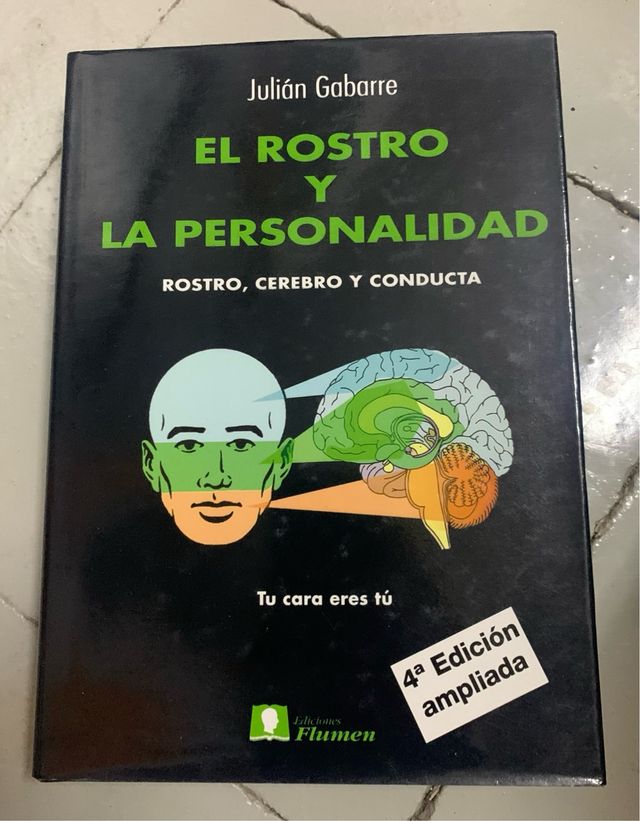 Julián Gabarre
EL ROSTRO
Y
LA PERSONALIDAD
ROSTRO, CEREBRO Y CONDUCTA
Tu cara eres tú
4ª Edición
ampliada
Ediciones
Flumen